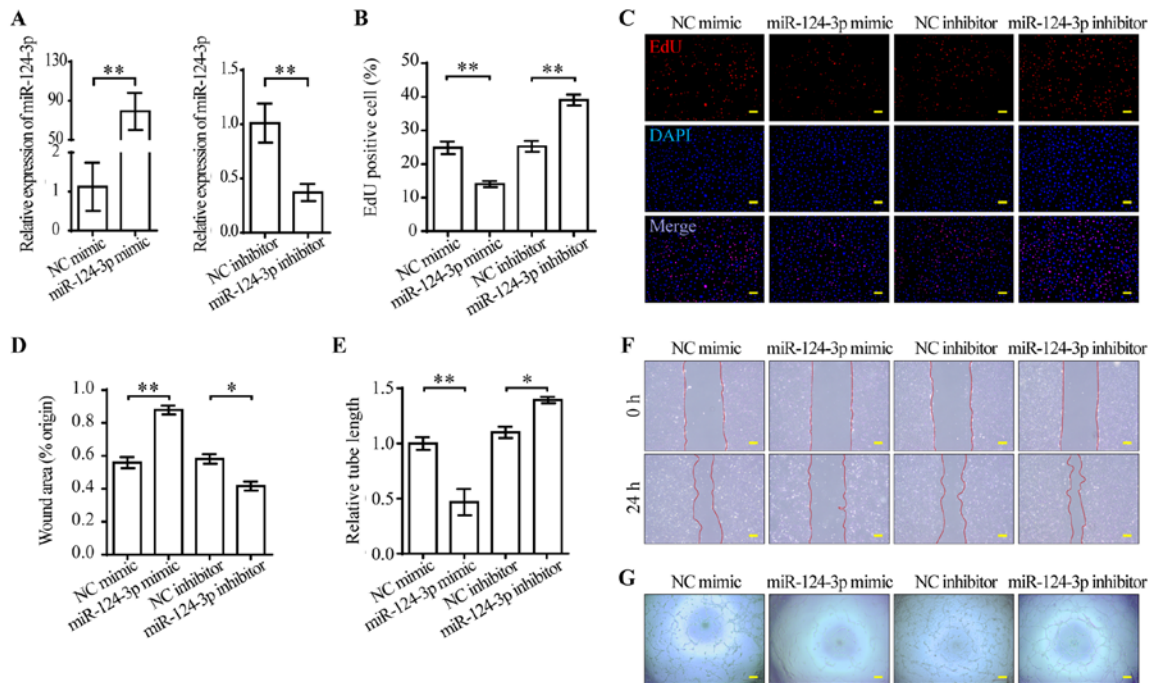 A
Relative expression of miR-124-3p
130
90
50
2
1
0
**
NC mimic
miR-124-3p mimic
Relative expression of miR-124-3p
1.5
1.0
0.5
0.0
**
NC inhibitor
miR-124-3p inhibitor
B
EdU positive cell (%)
50
40
30
20
10
0
**
**
NC mimic
miR-124-3p mimic
NC inhibitor
miR-124-3p inhibitor
C
NC mimic miR-124-3p mimic NC inhibitor miR-124-3p inhibitor
EdU
DAPI
Merge
D
Wound area (% origin)
1.0
0.8
0.6
0.4
0.2
0.0
**
*
NC mimic
miR-124-3p mimic
NC inhibitor
miR-124-3p inhibitor
E
Relative tube length
1.5
1.0
0.5
0.0
**
*
NC mimic
miR-124-3p mimic
NC inhibitor
miR-124-3p inhibitor
F
NC mimic miR-124-3p mimic NC inhibitor miR-124-3p inhibitor
0 h
24 h
G
NC mimic miR-124-3p mimic NC inhibitor miR-124-3p inhibitor